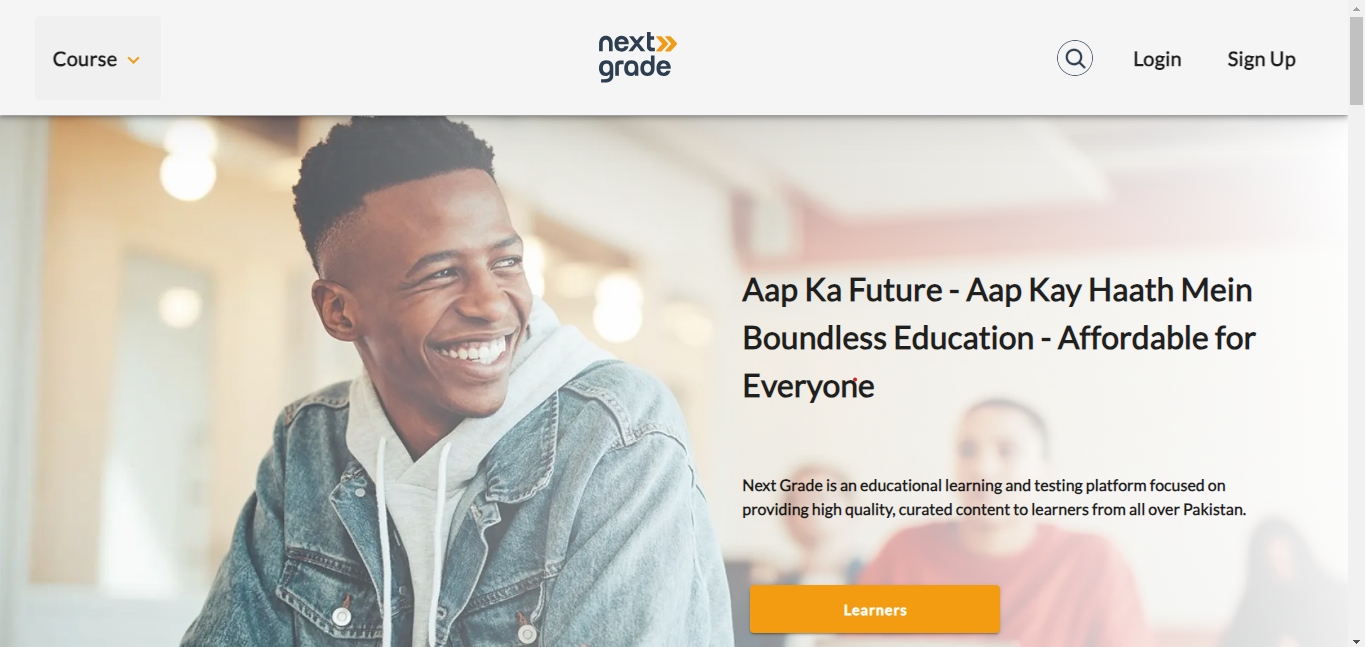 Course
next
grade
Login
Sign Up
Aap Ka Future - Aap Kay Haath Mein
Boundless Education - Affordable for
Everyone
Next Grade is an educational learning and testing platform focused on
providing high quality, curated content to learners from all over Pakistan.
Learners